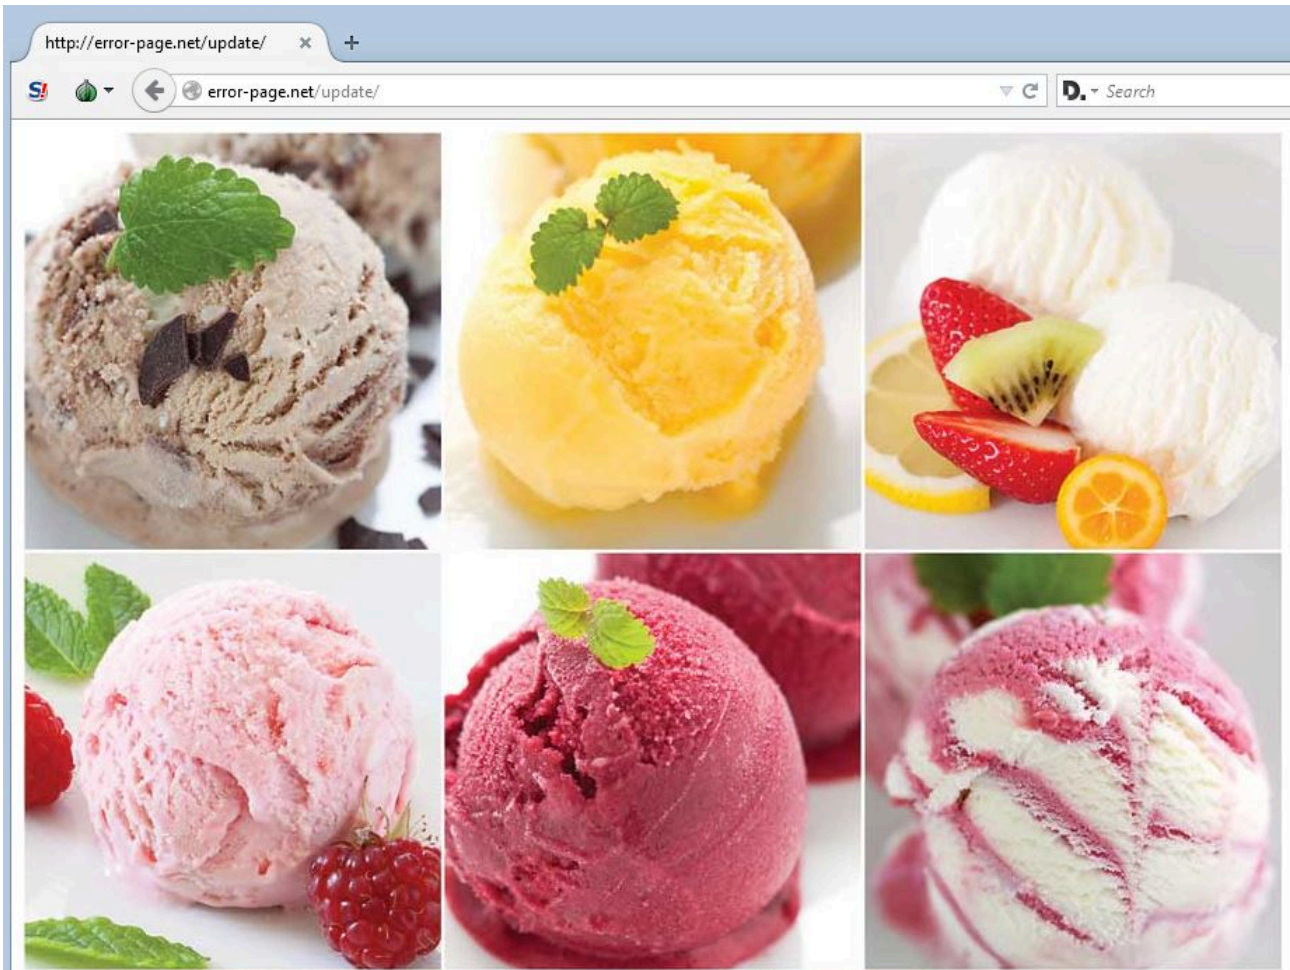 http://error-page.net/update/
S!
error-page.net/update/
D.
Search